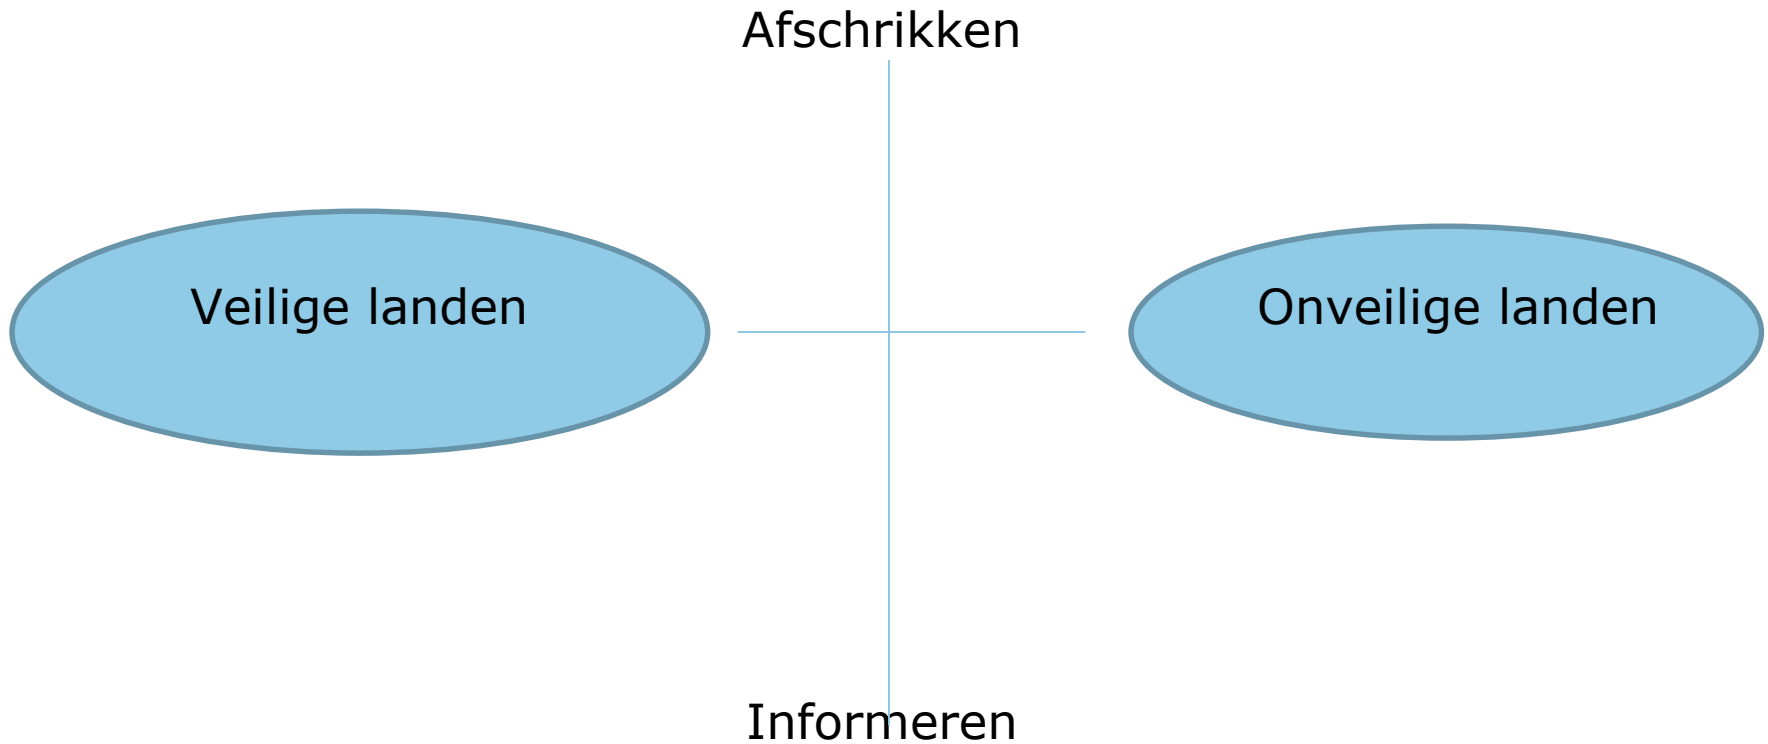 Afschrikken
Veilige landen
Onveilige landen
Informeren